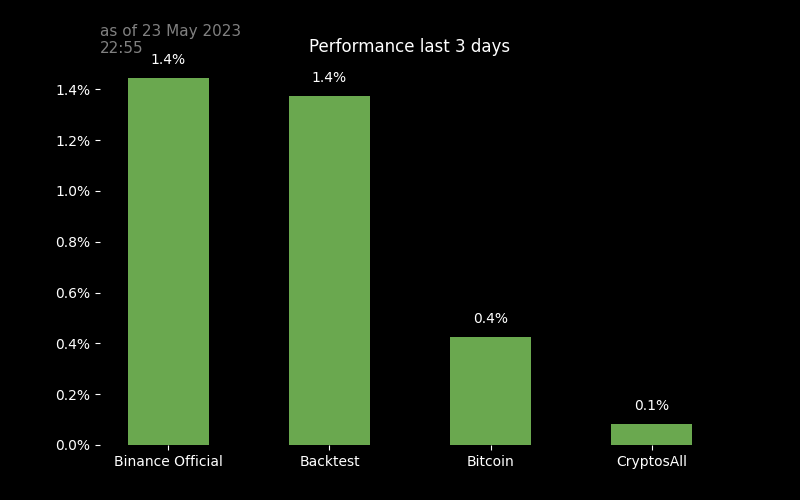 as of 23 May 2023
22:55
Performance last 3 days
1.4%
1.4%
0.4%
0.1%
1.4%
1.2%
1.0%
0.8%
0.6%
0.4%
0.2%
0.0%
Binance Official
Backtest
Bitcoin
CryptosAll